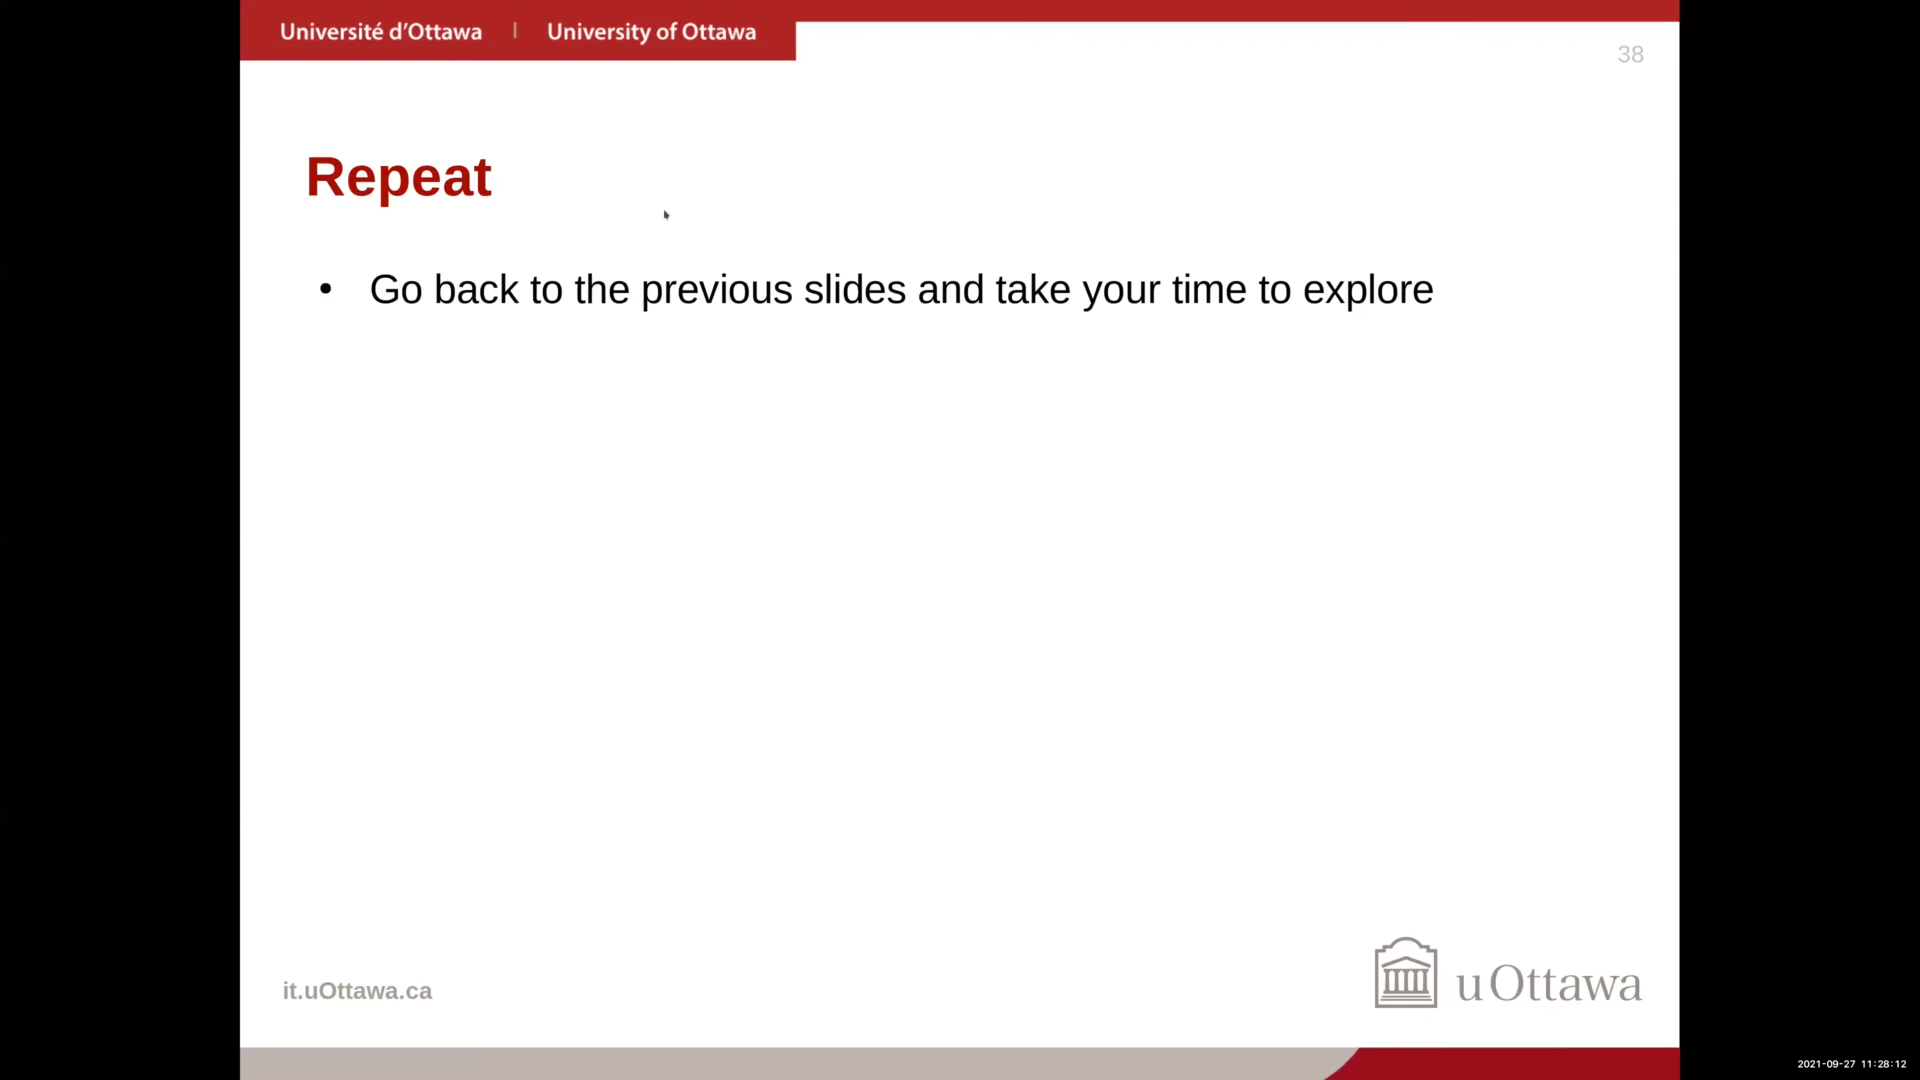 Université d'Ottawa | University of Ottawa
38
Repeat
• Go back to the previous slides and take your time to explore
it.uOttawa.ca
uOttawa
2021-09-27 11:28:12